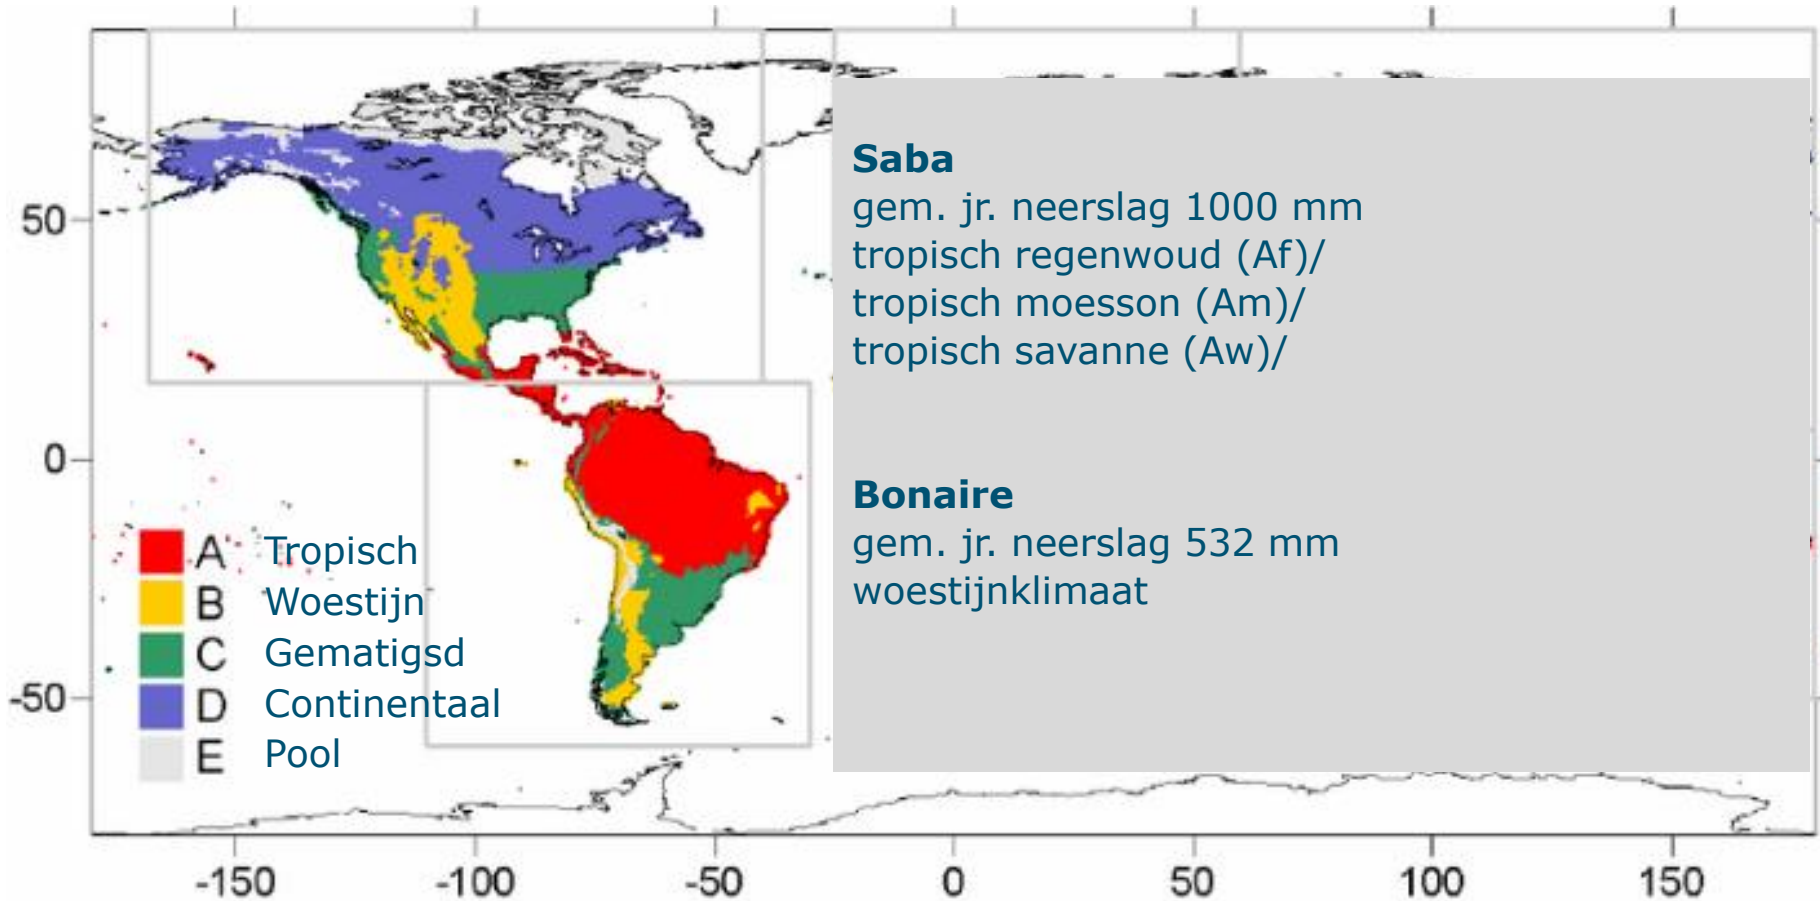 Saba
gem. jr. neerslag 1000 mm
tropisch regenwoud (Af)/
tropisch moesson (Am)/
tropisch savanne (Aw)/
Bonaire
gem. jr. neerslag 532 mm
woestijnklimaat
50
0
-50
A Tropisch
B Woestijn
C Gematigsd
D Continentaal
E Pool
-150 -100 -50 0 50 100 150